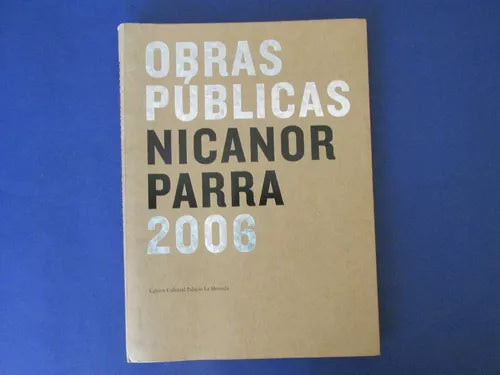 OBRAS
PÚBLICAS
NICANOR
PARRA
2006
Centro Cultural Palacio La Moneda